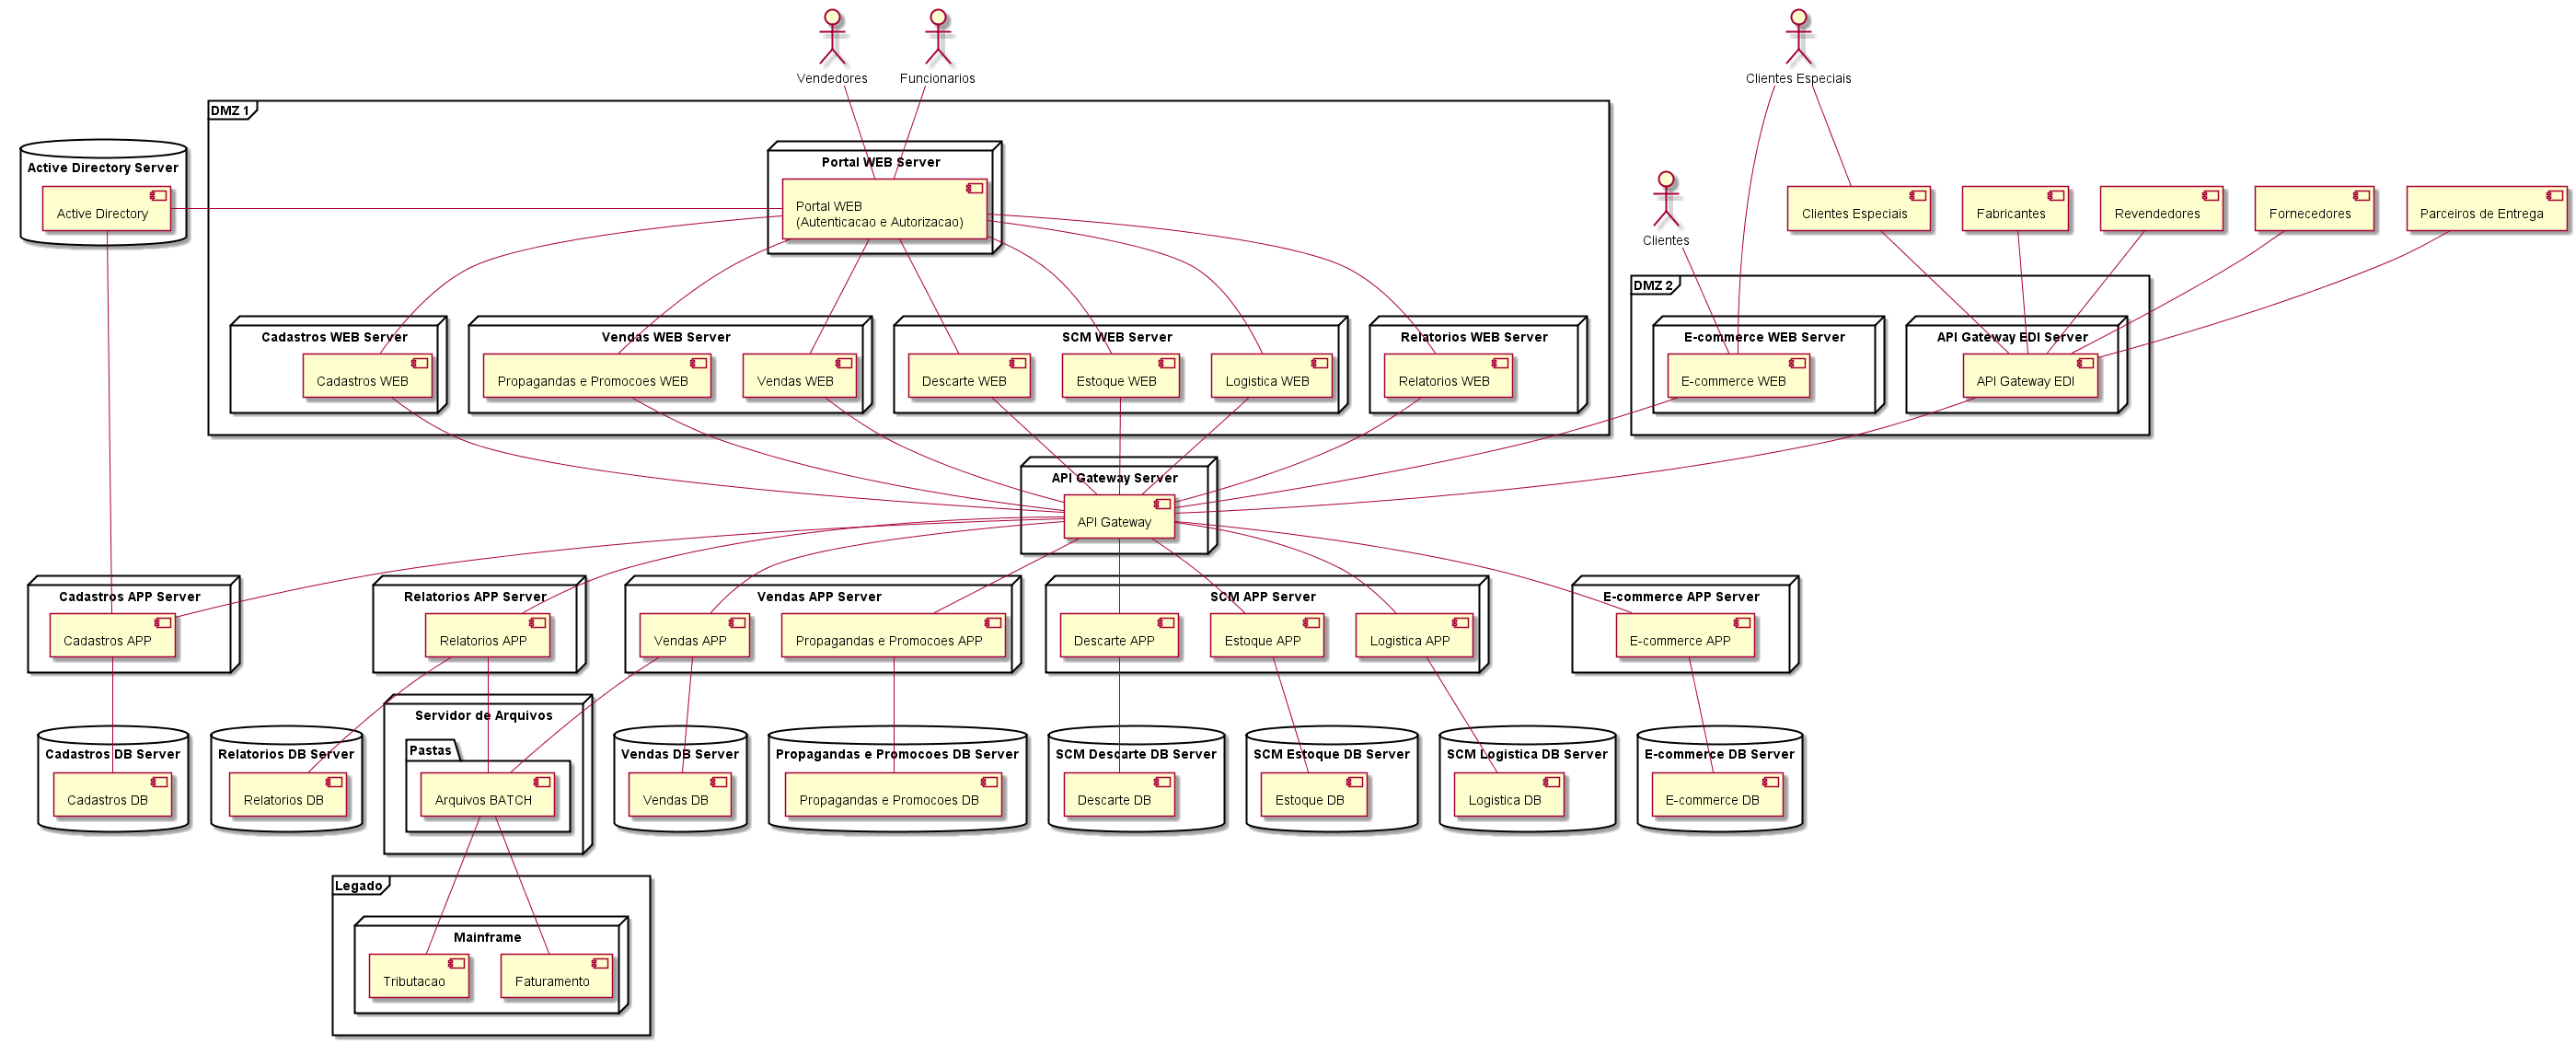 Vendedores
Funcionarios
Clientes Especiais
DMZ 1
Active Directory Server
Active Directory
Portal WEB Server
Portal WEB
(Autenticacao e Autorizacao)
Clientes
Clientes Especiais
Fabricantes
Revendedores
Fornecedores
Parceiros de Entrega
DMZ 2
Cadastros WEB Server
Cadastros WEB
Vendas WEB Server
Propagandas e Promocoes WEB
Vendas WEB
SCM WEB Server
Descarte WEB
Estoque WEB
Logistica WEB
Relatorios WEB Server
Relatorios WEB
E-commerce WEB Server
E-commerce WEB
API Gateway EDI Server
API Gateway EDI
API Gateway Server
API Gateway
Cadastros APP Server
Cadastros APP
Relatorios APP Server
Relatorios APP
Vendas APP Server
Vendas APP
Propagandas e Promocoes APP
SCM APP Server
Descarte APP
Estoque APP
Logistica APP
E-commerce APP Server
E-commerce APP
Cadastros DB Server
Cadastros DB
Relatorios DB Server
Relatorios DB
Servidor de Arquivos
Pastas
Arquivos BATCH
Vendas DB Server
Vendas DB
Propagandas e Promocoes DB Server
Propagandas e Promocoes DB
SCM Descarte DB Server
Descarte DB
SCM Estoque DB Server
Estoque DB
SCM Logistica DB Server
Logistica DB
E-commerce DB Server
E-commerce DB
Legado
Mainframe
Tributacao
Faturamento